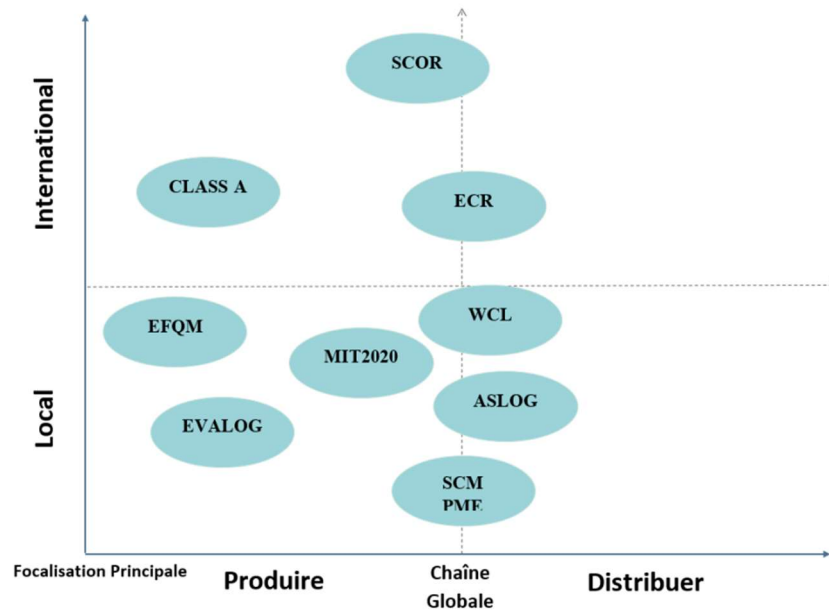 International
SCOR
CLASS A
ECR
Local
EFQM
WCL
MIT2020
ASLOG
EVALOG
SCM
PME
Focalisation Principale
Produire
Chaîne
Globale
Distribuer